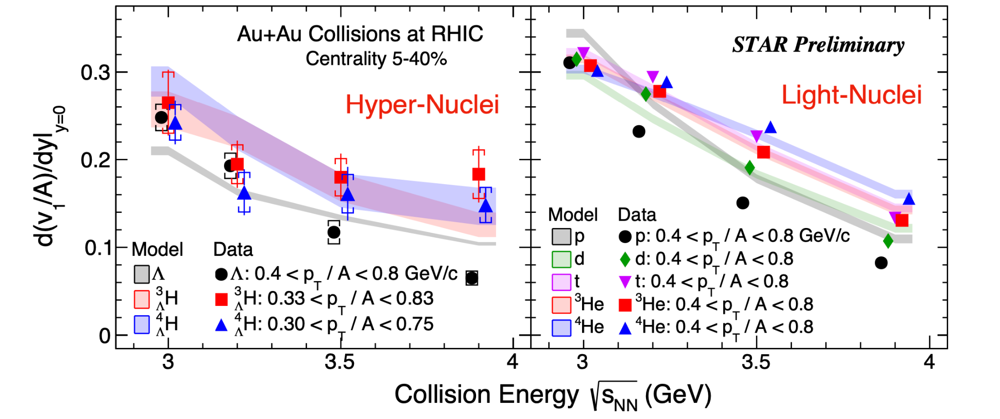 Au+Au Collisions at RHIC
Centrality 5-40%
Hyper-Nuclei
0.3
0.2
0.1
0
d(v₁/A)/dy|y=0
Model Data
Λ Λ: 0.4 < pT / A < 0.8 GeV/c
³ΛH ³ΛH: 0.33 < pT / A < 0.83
⁴ΛH ⁴ΛH: 0.30 < pT / A < 0.75
3 3.5 4
STAR Preliminary
Light-Nuclei
Model Data
p p: 0.4 < pT / A < 0.8 GeV/c
d d: 0.4 < pT / A < 0.8
t t: 0.4 < pT / A < 0.8
³He ³He: 0.4 < pT / A < 0.8
⁴He ⁴He: 0.4 < pT / A < 0.8
3 3.5 4
Collision Energy √sNN (GeV)